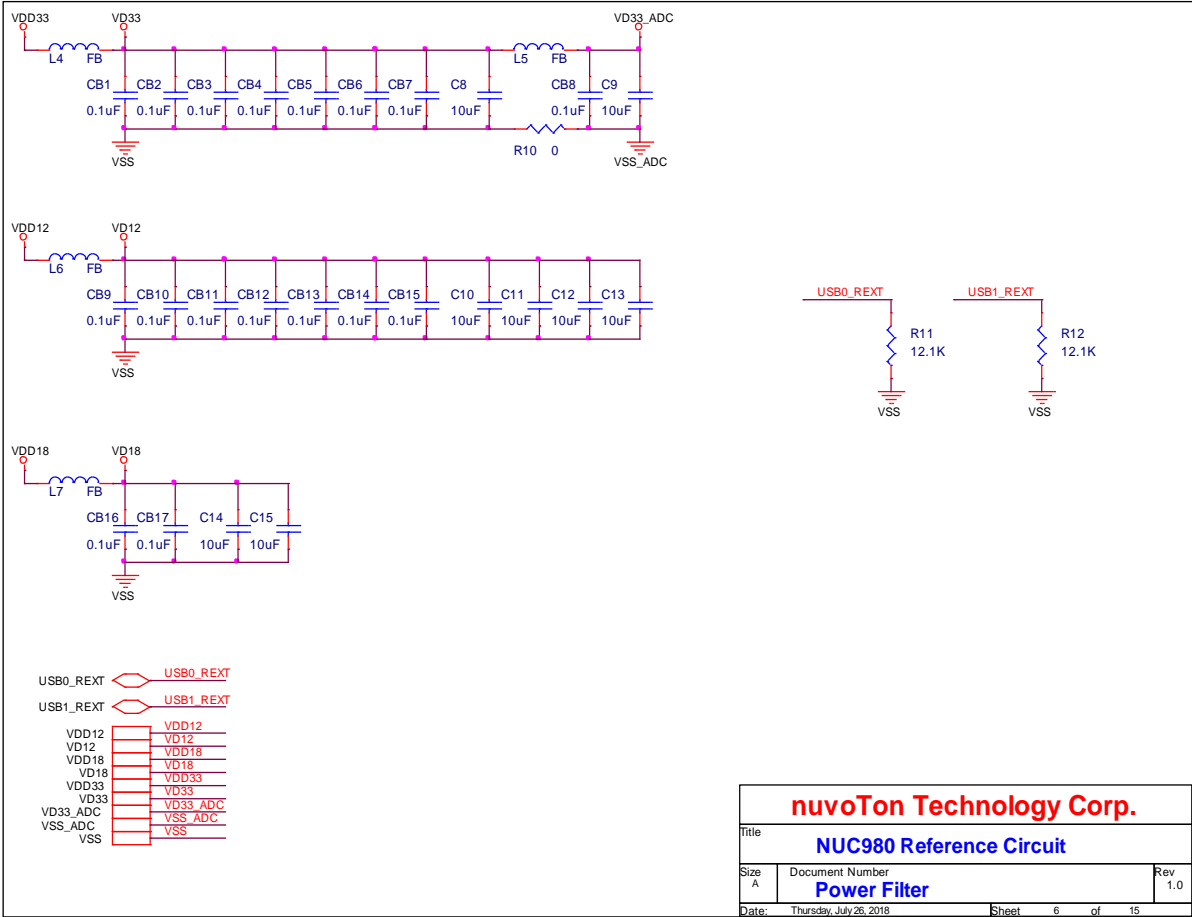 VDD33 VD33 VD33_ADC
L4 FB L5 FB
CB1 CB2 CB3 CB4 CB5 CB6 CB7 C8 CB8 C9
0.1uF 0.1uF 0.1uF 0.1uF 0.1uF 0.1uF 0.1uF 10uF 0.1uF 10uF
R10 0
VSS VSS_ADC
VDD12 VD12
L6 FB
CB9 CB10 CB11 CB12 CB13 CB14 CB15 C10 C11 C12 C13
0.1uF 0.1uF 0.1uF 0.1uF 0.1uF 0.1uF 0.1uF 10uF 10uF 10uF 10uF
VSS
USB0_REXT USB1_REXT
R11 R12
12.1K 12.1K
VSS VSS
VDD18 VD18
L7 FB
CB16 CB17 C14 C15
0.1uF 0.1uF 10uF 10uF
VSS
USB0_REXT USB0_REXT
USB1_REXT USB1_REXT
VDD12 VDD12
VD12 VD12
VDD18 VDD18
VD18 VD18
VDD33 VDD33
VD33 VD33
VD33_ADC VD33_ADC
VSS_ADC VSS_ADC
VSS VSS
nuvoTon Technology Corp.
Title
NUC980 Reference Circuit
Size Document Number Rev
A Power Filter 1.0
Date: Thursday, July 26, 2018 Sheet 6 of 15